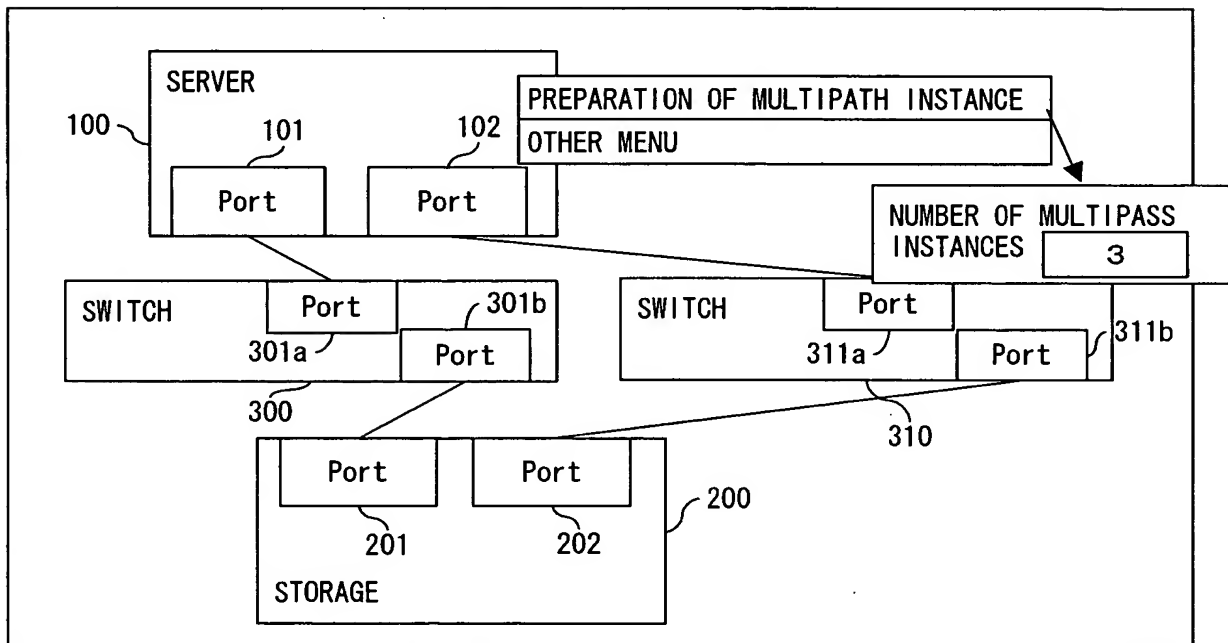 SERVER
PREPARATION OF MULTIPATH INSTANCE
OTHER MENU
100
101
102
Port
Port
NUMBER OF MULTIPASS
INSTANCES 3
SWITCH
Port
301b
301a
Port
300
SWITCH
Port
311a
311b
Port
310
Port
Port
200
201
202
STORAGE